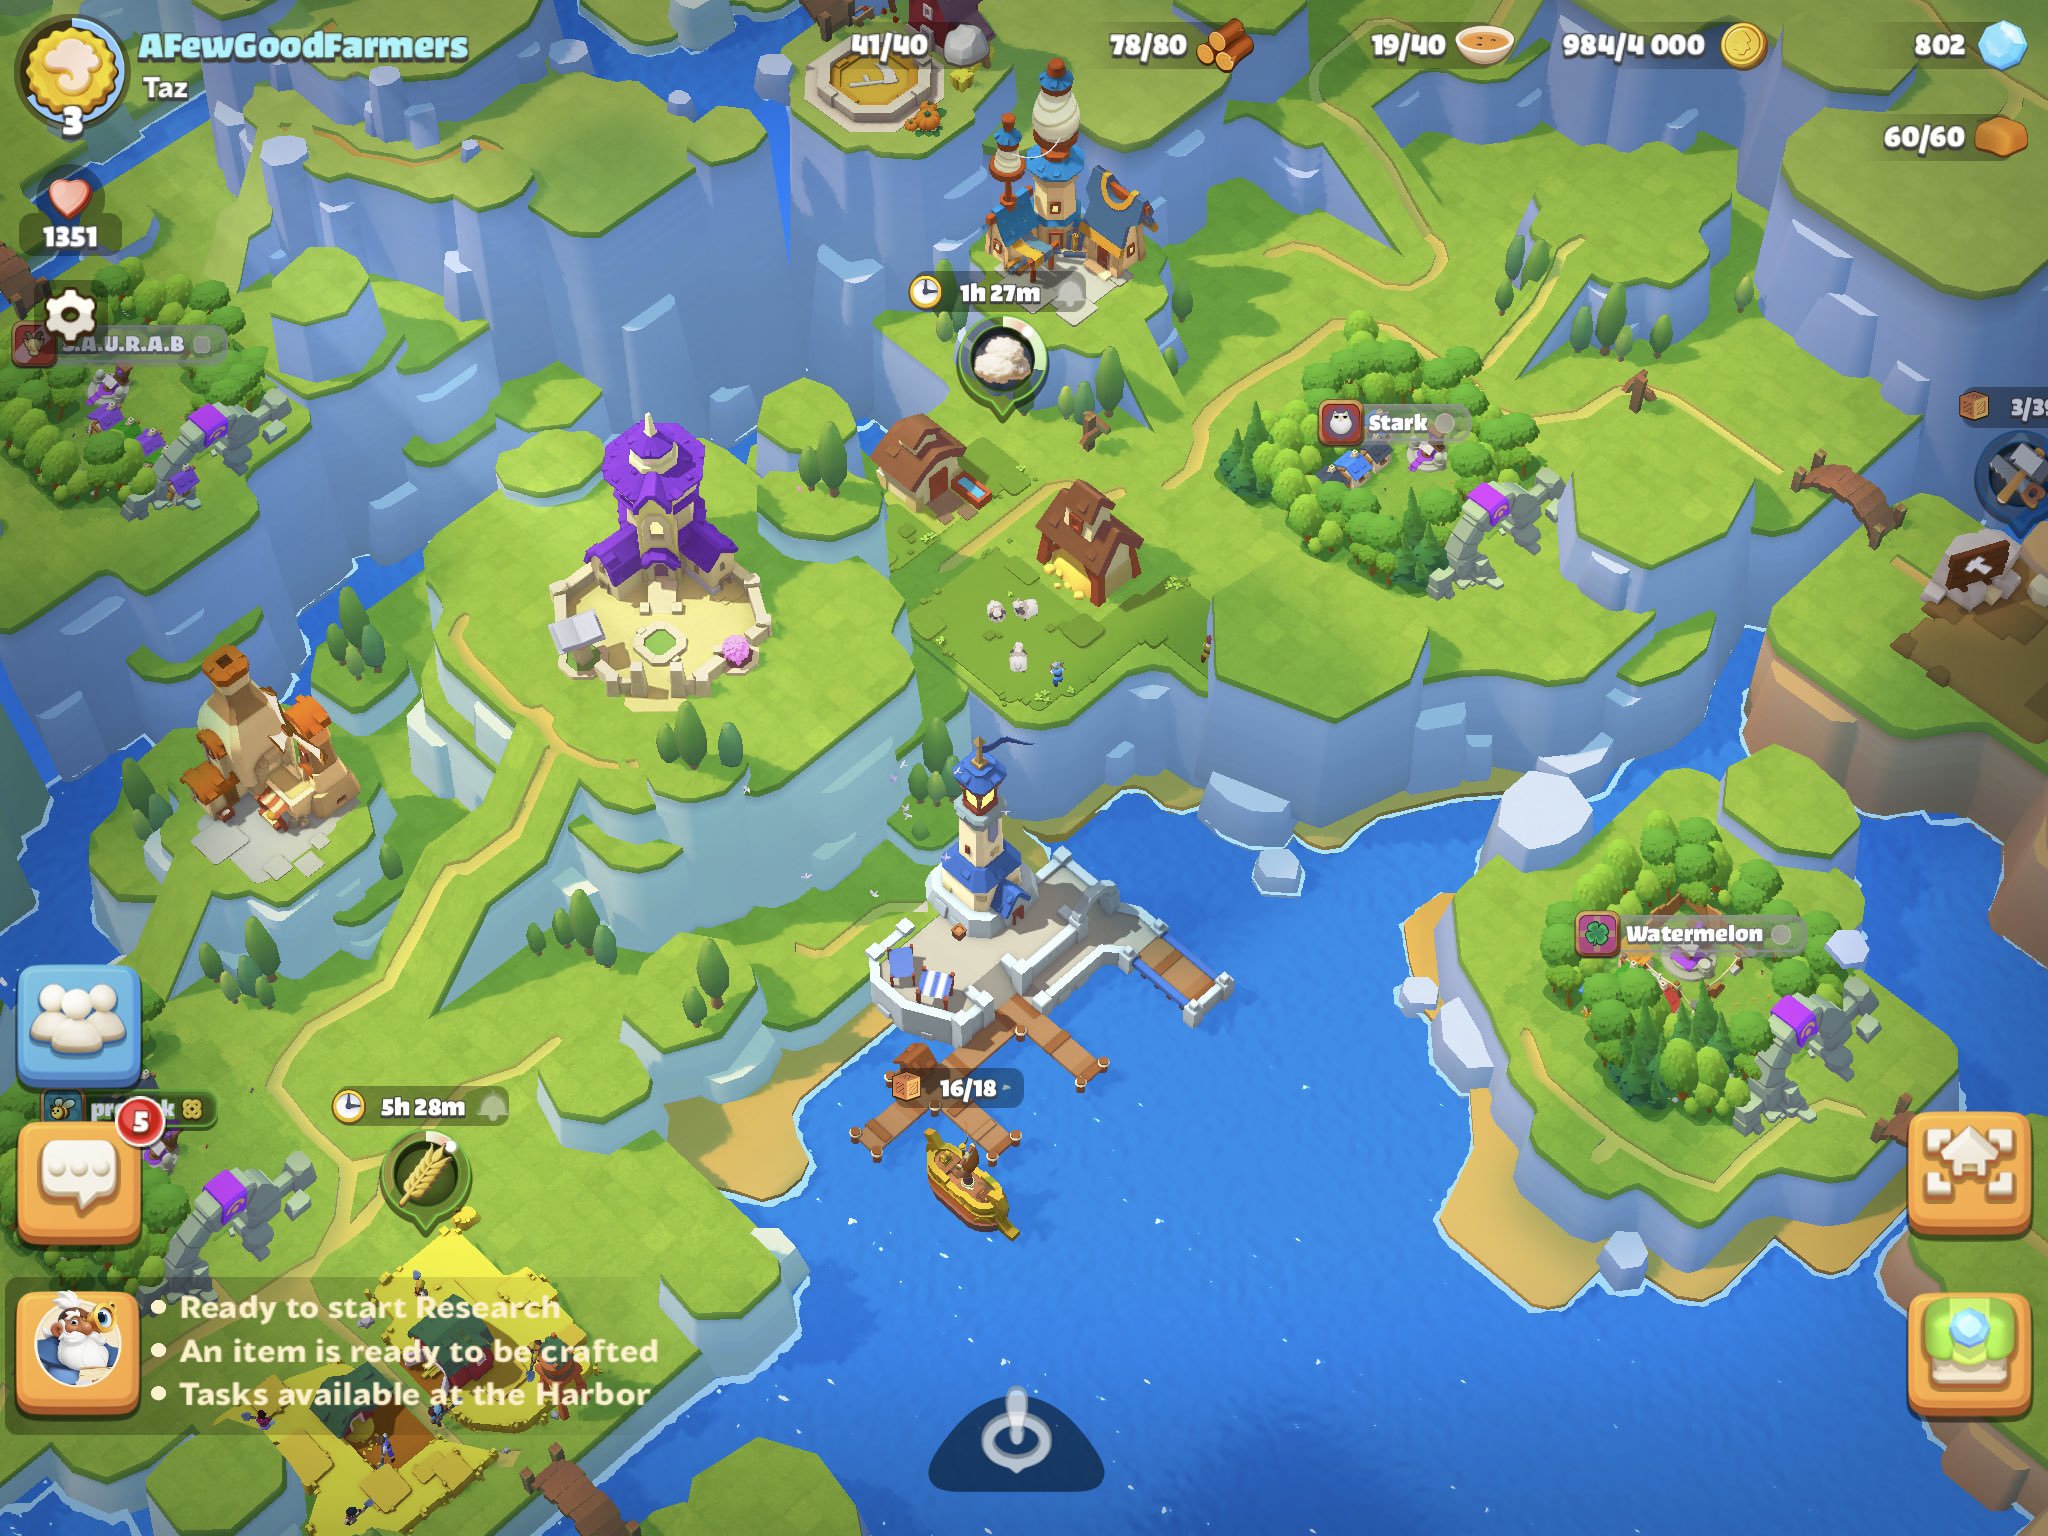 AFewGoodFarmers
Taz
3
41/40
78/80
19/40
984/4 000
802
60/60
1351
1h 27m
S.A.U.R.A.B
Stark
Watermelon
16/18
5h 28m
5
Ready to start Research
An item is ready to be crafted
Tasks available at the Harbor